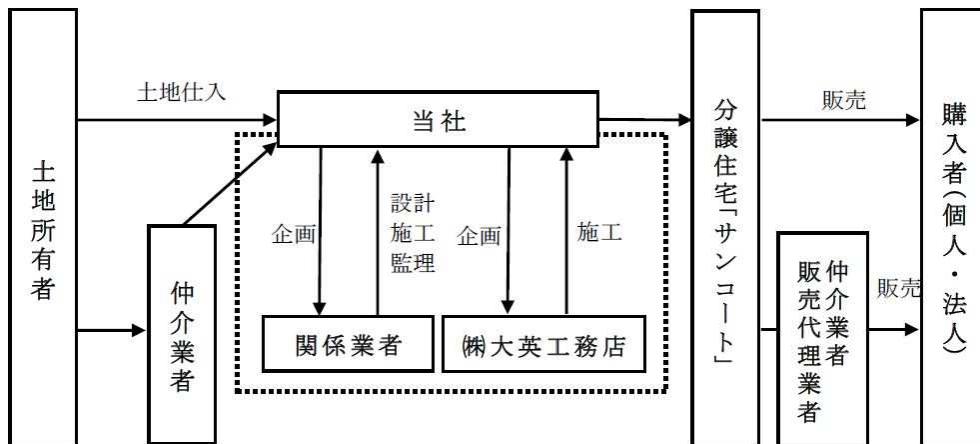 土地所有者
土地仕入
仲介業者
当社
企画
設計
施工
監理
企画
施工
関係業者
㈱大英工務店
分譲住宅「サンコート」
販売
仲介業者
販売代理業者
販売
購入者(個人・法人)